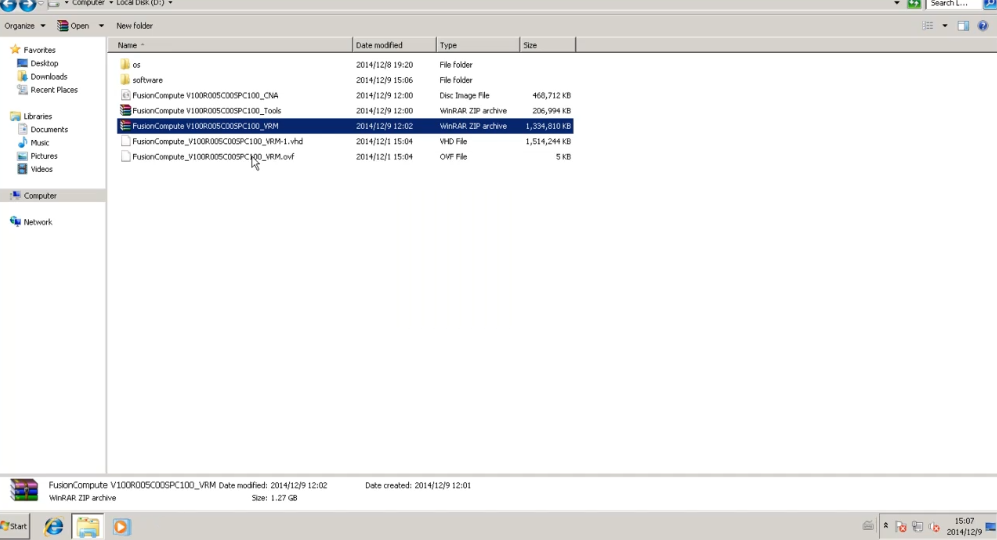 Computer ▸ Local Disk (D:) ▸ Search L...
Organize ▼ Open ▼ New folder
Name Date modified Type Size
Favorites
Desktop
Downloads
Recent Places
Libraries
Documents
Music
Pictures
Videos
Computer
Network
os 2014/12/8 19:20 File folder
software 2014/12/9 15:06 File folder
FusionCompute V100R005C00SPC100_CNA 2014/12/9 12:00 Disc Image File 468,712 KB
FusionCompute V100R005C00SPC100_Tools 2014/12/9 12:00 WinRAR ZIP archive 206,994 KB
FusionCompute V100R005C00SPC100_VRM 2014/12/9 12:02 WinRAR ZIP archive 1,334,810 KB
FusionCompute_V100R005C00SPC100_VRM-1.vhd 2014/12/1 15:04 VHD File 1,514,244 KB
FusionCompute_V100R005C00SPC100_VRM.ovf 2014/12/1 15:04 OVF File 5 KB
FusionCompute V100R005C00SPC100_VRM Date modified: 2014/12/9 12:02 Date created: 2014/12/9 12:01
WinRAR ZIP archive Size: 1.27 GB
Start
15:07
2014/12/9